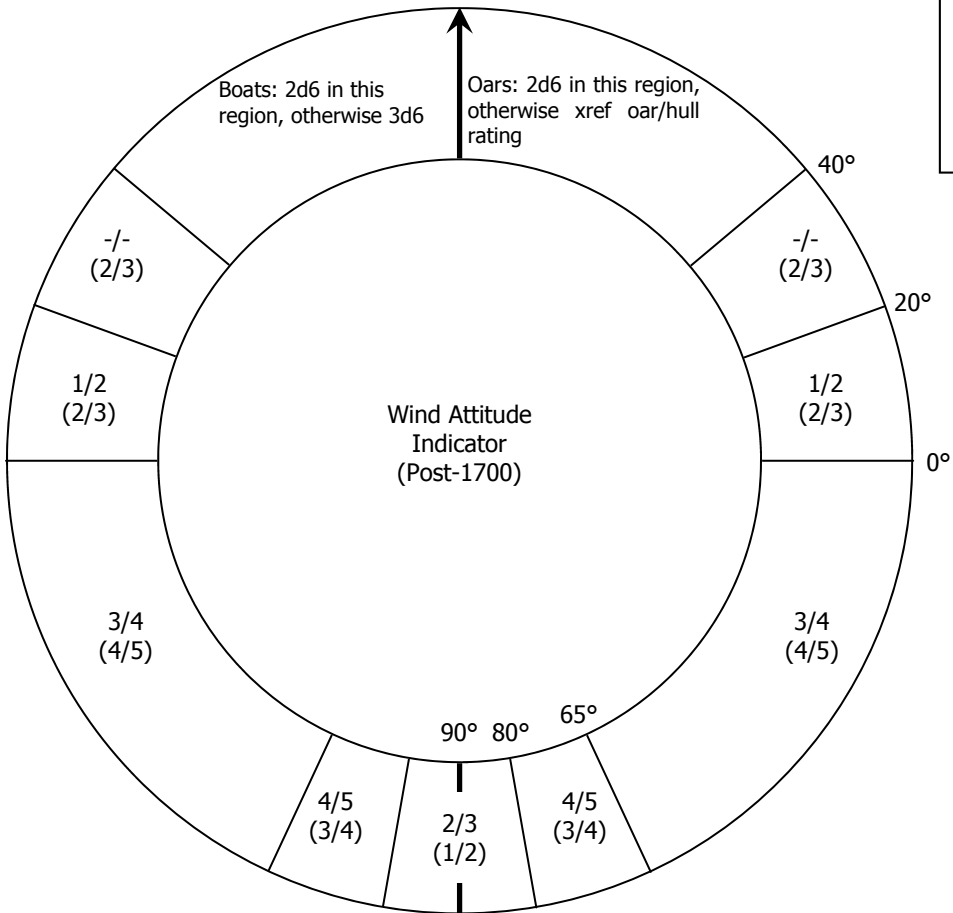 Boats: 2d6 in this
region, otherwise 3d6
Oars: 2d6 in this region,
otherwise xref oar/hull
rating
40°
-/-
(2/3)
-/-
(2/3)
20°
1/2
(2/3)
1/2
(2/3)
Wind Attitude
Indicator
(Post-1700)
0°
3/4
(4/5)
3/4
(4/5)
90° 80° 65°
4/5
(3/4)
2/3
(1/2)
4/5
(3/4)